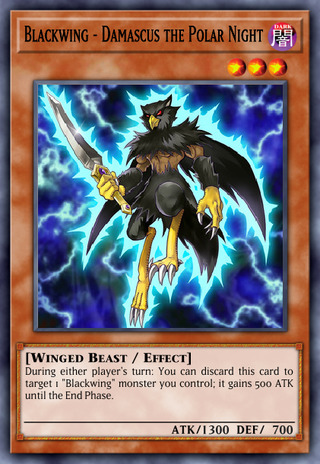 Blackwing - Damascus the Polar Night
DARK
闇
[Winged Beast / Effect]
During either player's turn: You can discard this card to
target 1 "Blackwing" monster you control; it gains 500 ATK
until the End Phase.
ATK/1300 DEF/ 700